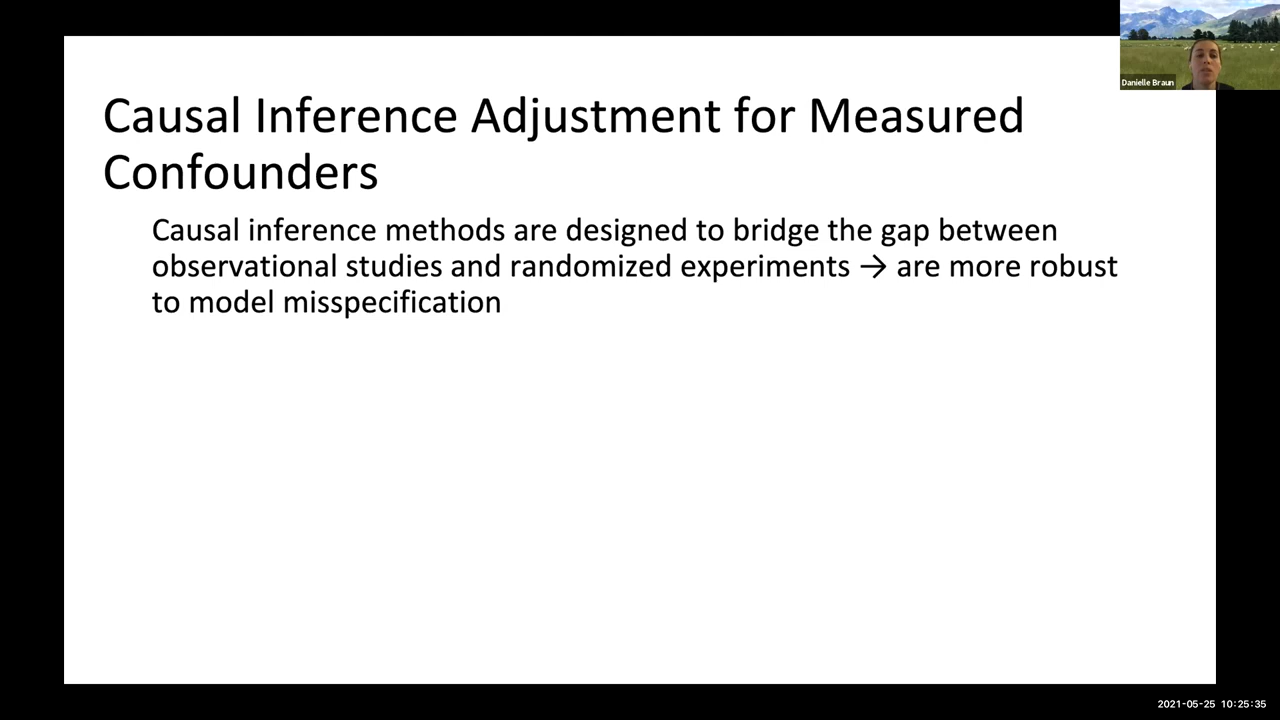 Causal Inference Adjustment for Measured
Confounders
Causal inference methods are designed to bridge the gap between
observational studies and randomized experiments → are more robust
to model misspecification
Danielle Braun
2021-05-25 10:25:35